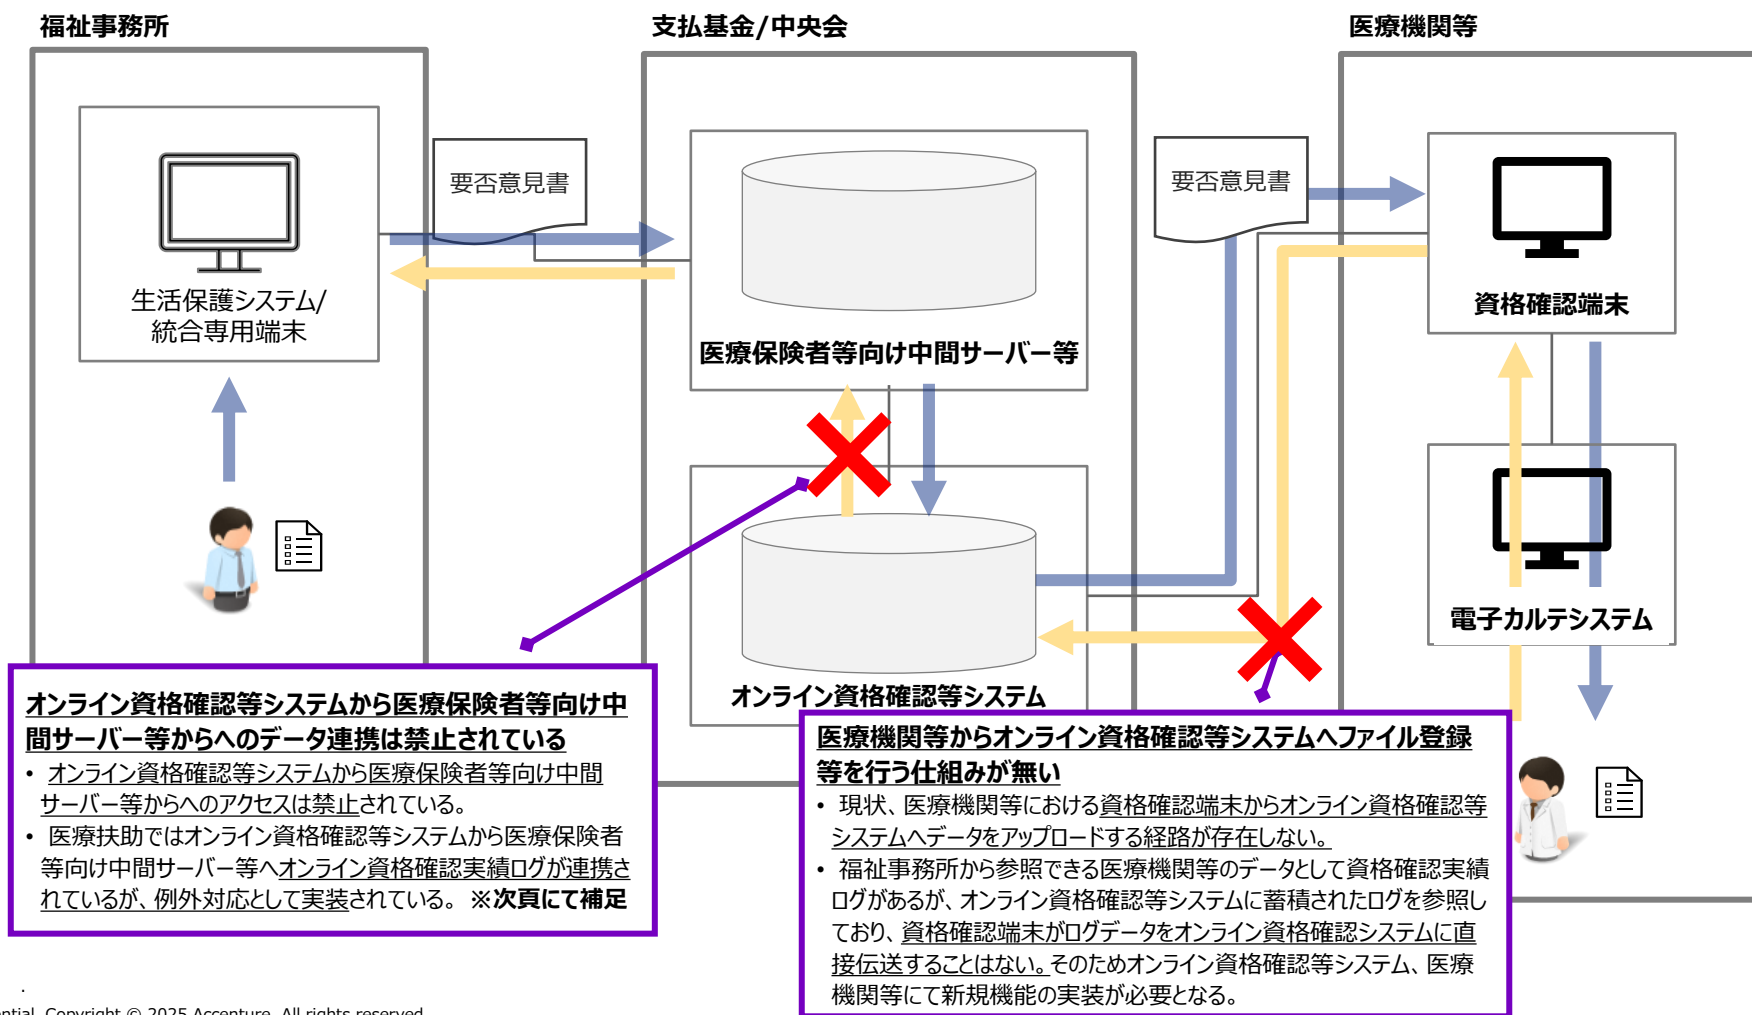 福祉事務所
支払基金/中央会
医療機関等
要否意見書
要否意見書
生活保護システム/
統合専用端末
医療保険者等向け中間サーバー等
資格確認端末
電子カルテシステム
オンライン資格確認等システム
オンライン資格確認等システムから医療保険者等向け中
間サーバー等からへのデータ連携は禁止されている
• オンライン資格確認等システムから医療保険者等向け中間
サーバー等からへのアクセスは禁止されている。
• 医療扶助ではオンライン資格確認等システムから医療保険者
等向け中間サーバー等へオンライン資格確認実績ログが連携さ
れているが、例外対応として実装されている。 ※次頁にて補足
医療機関等からオンライン資格確認等システムへファイル登録
等を行う仕組みが無い
• 現状、医療機関等における資格確認端末からオンライン資格確認等
システムへデータをアップロードする経路が存在しない。
• 福祉事務所から参照できる医療機関等のデータとして資格確認実績
ログがあるが、オンライン資格確認等システムに蓄積されたログを参照し
ており、資格確認端末がログデータをオンライン資格確認システムに直
接伝送することはない。そのためオンライン資格確認等システム、医療
機関等にて新規機能の実装が必要となる。
ential. Copyright © 2025 Accenture. All rights reserved